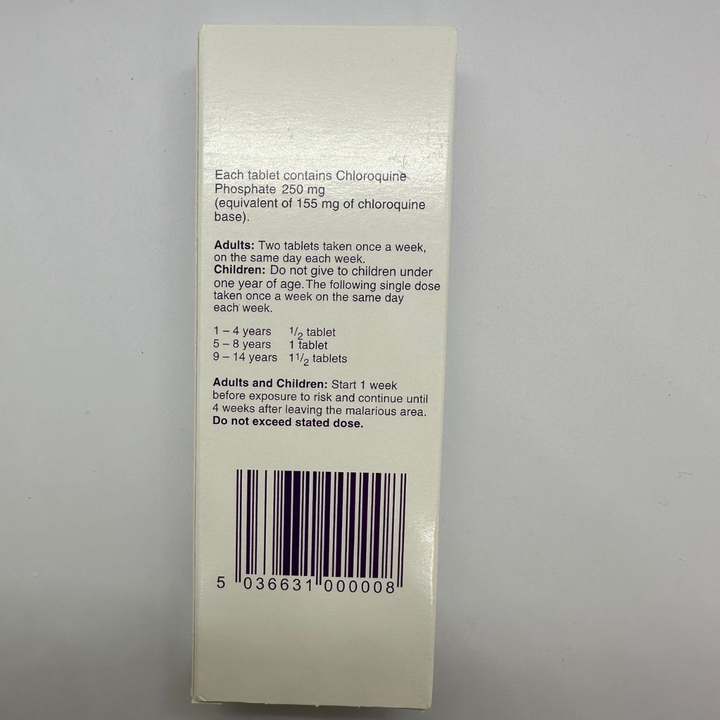 Each tablet contains Chloroquine
Phosphate 250 mg
(equivalent of 155 mg of chloroquine
base).
Adults: Two tablets taken once a week,
on the same day each week.
Children: Do not give to children under
one year of age. The following single dose
taken once a week on the same day
each week.
1 – 4 years 1/2 tablet
5 – 8 years 1 tablet
9 – 14 years 1 1/2 tablets
Adults and Children: Start 1 week
before exposure to risk and continue until
4 weeks after leaving the malarious area.
Do not exceed stated dose.
5 036631 000008